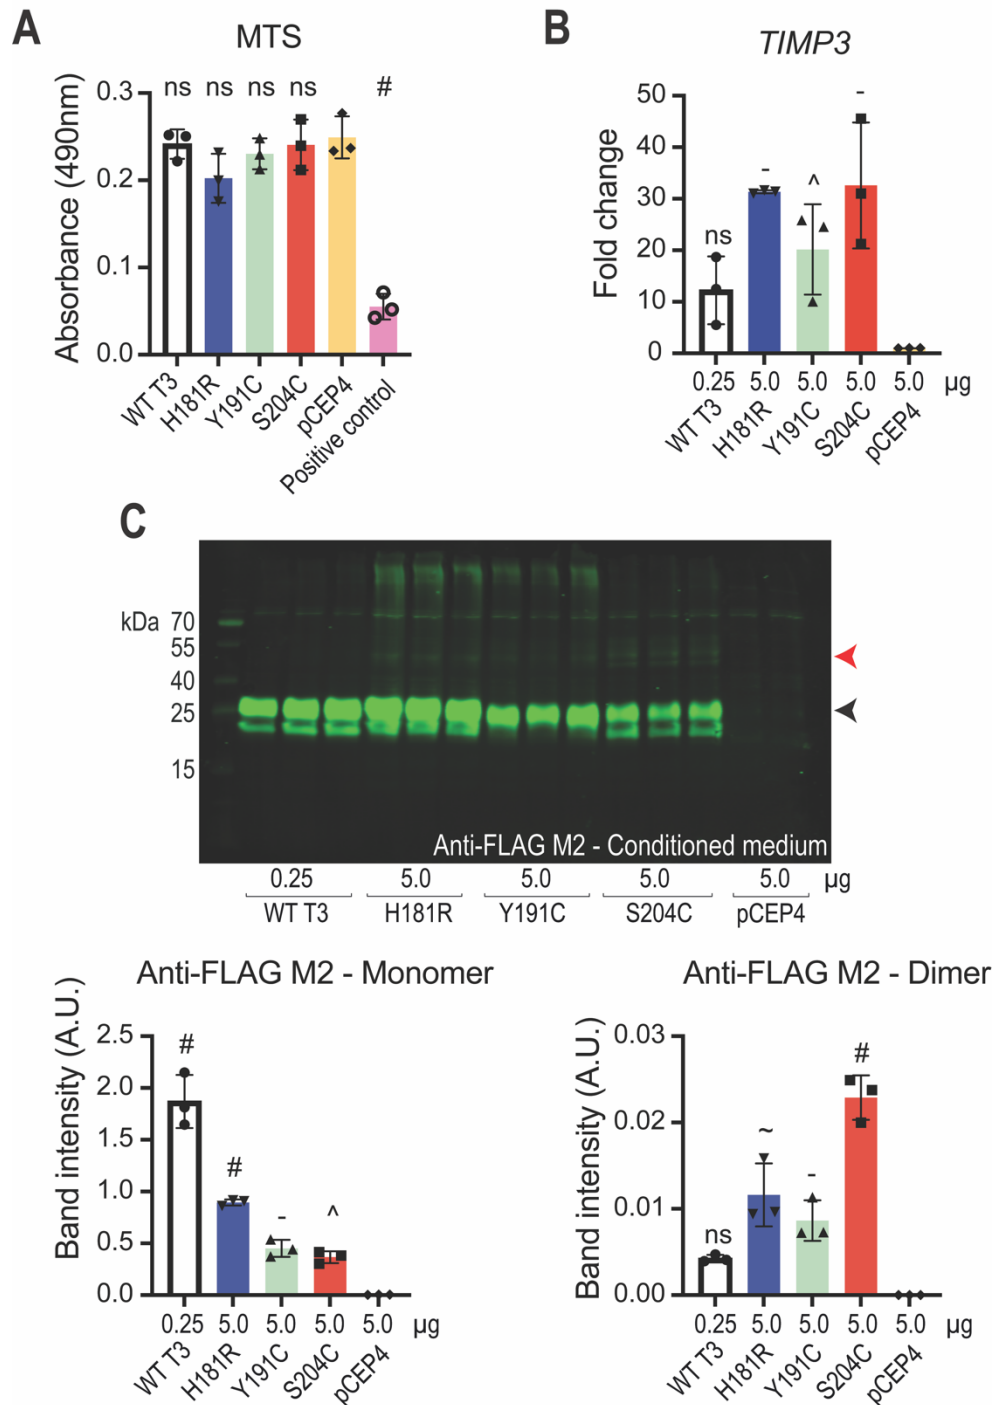 A
MTS
Absorbance (490nm)
0.3
0.2
0.1
0.0
ns ns ns ns #
WT T3
H181R
Y191C
S204C
pCEP4
Positive control
B
TIMP3
Fold change
50
40
30
20
10
0
ns - ^ -
0.25 5.0 5.0 5.0 5.0 µg
WT T3
H181R
Y191C
S204C
pCEP4
C
kDa 70
55
40
25
15
Anti-FLAG M2 - Conditioned medium
0.25 5.0 5.0 5.0 5.0 µg
WT T3 H181R Y191C S204C pCEP4
Anti-FLAG M2 - Monomer
Band intensity (A.U.)
2.5
2.0
1.5
1.0
0.5
0.0
# # - ^
0.25 5.0 5.0 5.0 5.0 µg
WT T3
H181R
Y191C
S204C
pCEP4
Anti-FLAG M2 - Dimer
Band intensity (A.U.)
0.03
0.02
0.01
0.00
ns ~ - #
0.25 5.0 5.0 5.0 5.0 µg
WT T3
H181R
Y191C
S204C
pCEP4